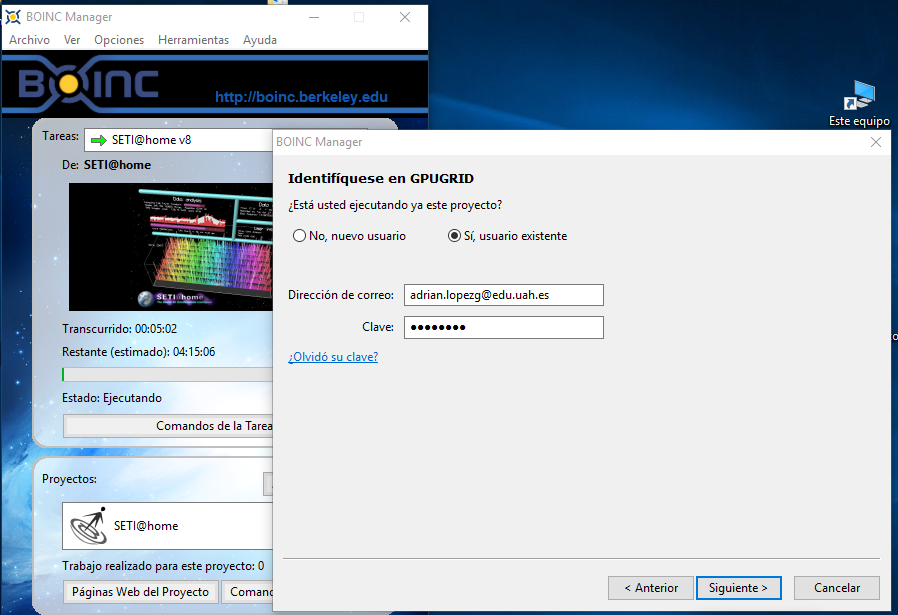 BOINC Manager
Archivo Ver Opciones Herramientas Ayuda
BOINC
http://boinc.berkeley.edu
Este equipo
Tareas: SETI@home v8
De: SETI@home
Data analysis
SETI@home
Transcurrido: 00:05:02
Restante (estimado): 04:15:06
Estado: Ejecutando
Comandos de la Tarea
Proyectos:
SETI@home
Trabajo realizado para este proyecto: 0
Páginas Web del Proyecto
BOINC Manager
Identifíquese en GPUGRID
¿Está usted ejecutando ya este proyecto?
No, nuevo usuario Sí, usuario existente
Dirección de correo: adrian.lopezg@edu.uah.es
Clave: ●●●●●●●●
¿Olvidó su clave?
< Anterior Siguiente > Cancelar